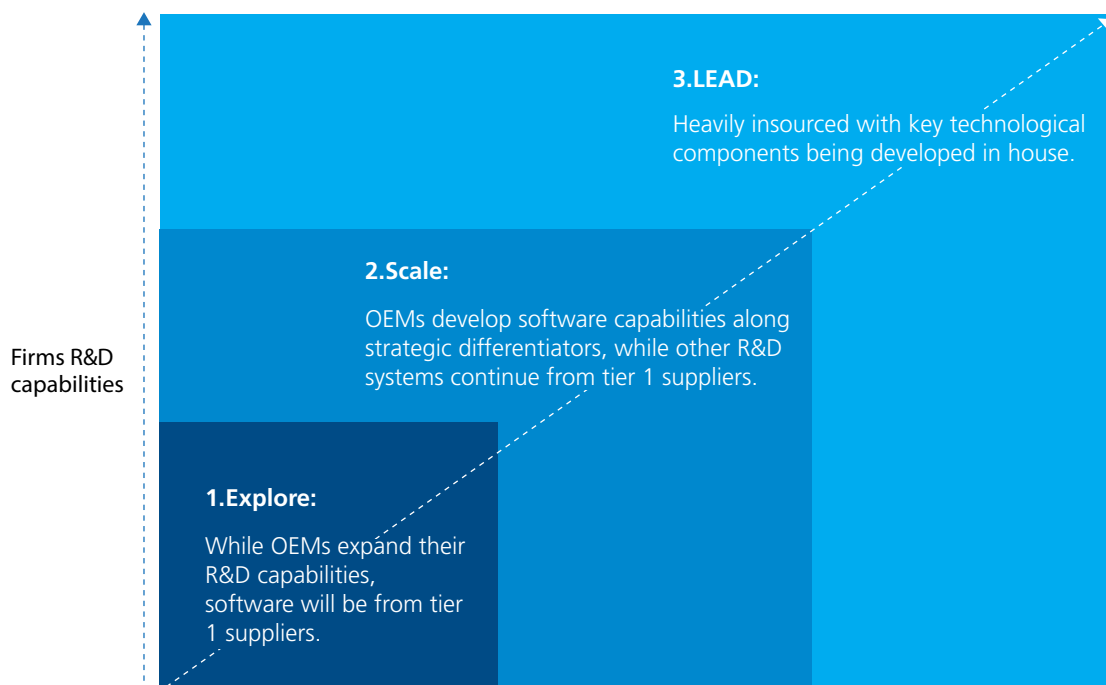 3.LEAD:
Heavily insourced with key technological
components being developed in house.
2.Scale:
OEMs develop software capabilities along
strategic differentiators, while other R&D
systems continue from tier 1 suppliers.
Firms R&D
capabilities
1.Explore:
While OEMs expand their
R&D capabilities,
software will be from tier
1 suppliers.